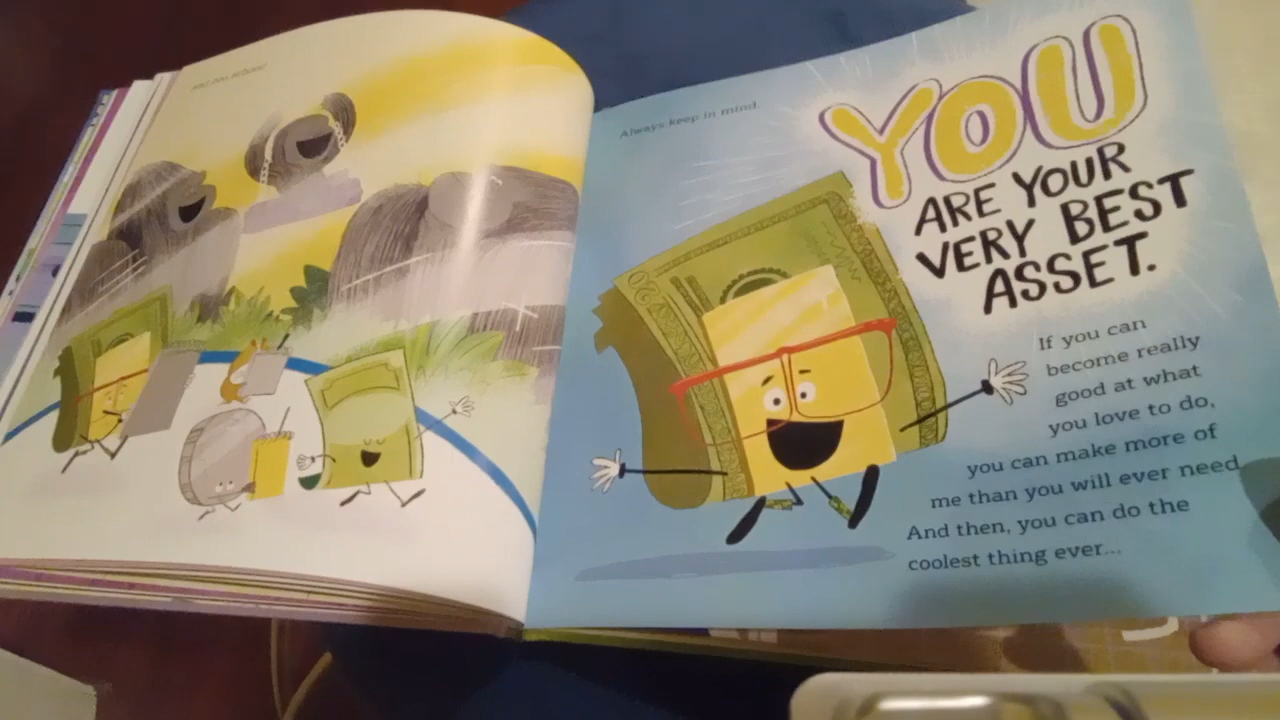 Always keep in mind.
YOU
ARE YOUR
VERY BEST
ASSET.
If you can
become really
good at what
you love to do,
you can make more of
me than you will ever need.
And then, you can do the
coolest thing ever...
20